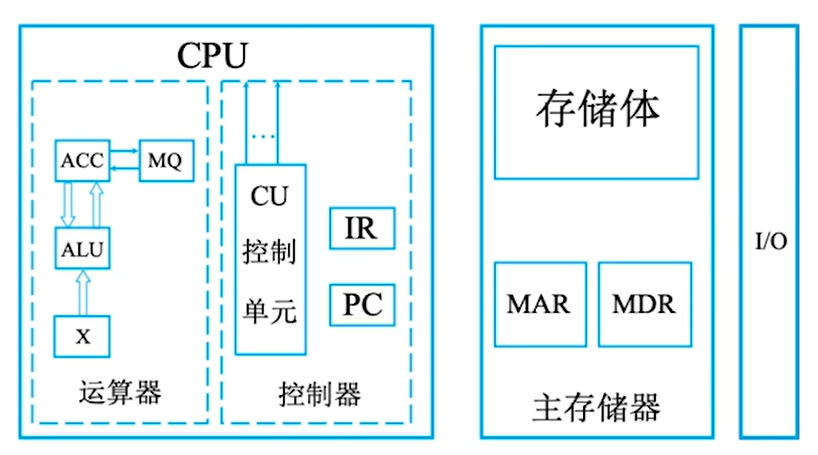 CPU
ACC
MQ
ALU
X
运算器
…
CU
控制
单元
IR
PC
控制器
存储体
MAR
MDR
主存储器
I/O